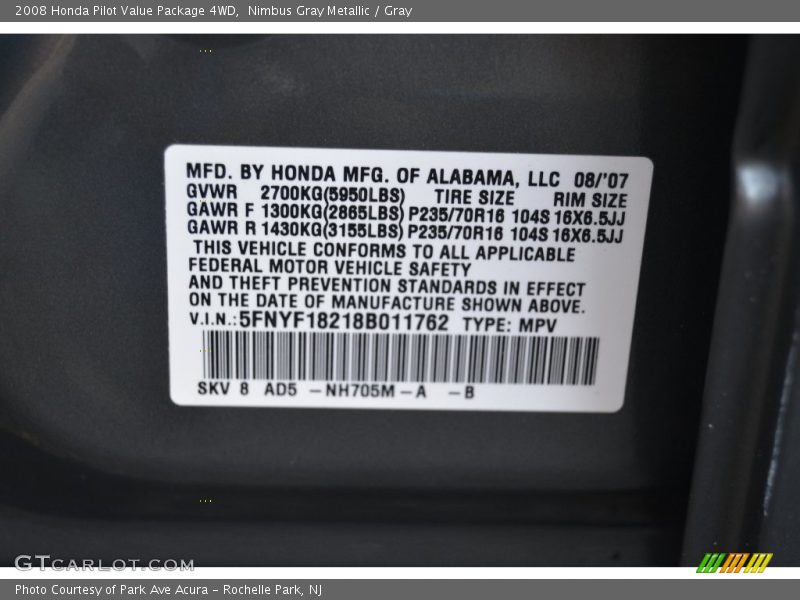 2008 Honda Pilot Value Package 4WD, Nimbus Gray Metallic / Gray
MFD. BY HONDA MFG. OF ALABAMA, LLC 08/'07
GVWR 2700KG(5950LBS) TIRE SIZE RIM SIZE
GAWR F 1300KG(2865LBS) P235/70R16 104S 16X6.5JJ
GAWR R 1430KG(3155LBS) P235/70R16 104S 16X6.5JJ
THIS VEHICLE CONFORMS TO ALL APPLICABLE
FEDERAL MOTOR VEHICLE SAFETY
AND THEFT PREVENTION STANDARDS IN EFFECT
ON THE DATE OF MANUFACTURE SHOWN ABOVE.
V.I.N.: 5FNYF18218B011762 TYPE: MPV
SKV 8 AD5 -NH705M-A -B
GTCARLOT.COM
Photo Courtesy of Park Ave Acura - Rochelle Park, NJ